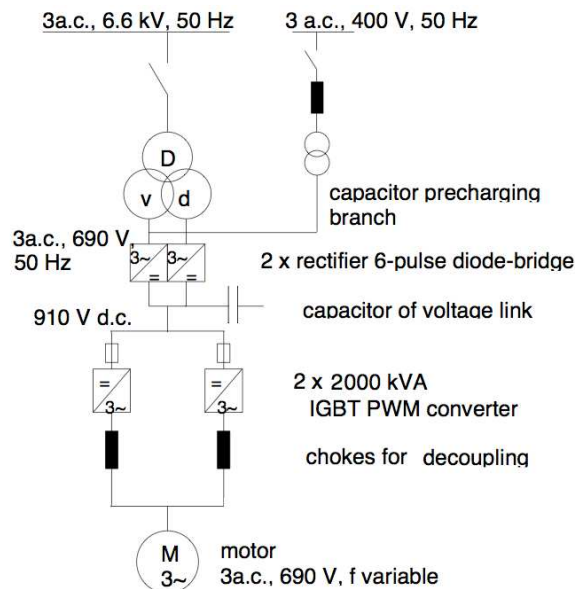 3a.c., 6.6 kV, 50 Hz
3 a.c., 400 V, 50 Hz
D
v d
capacitor precharging
branch
3a.c., 690 V,
50 Hz
3~ 3~
= =
2 x rectifier 6-pulse diode-bridge
capacitor of voltage link
910 V d.c.
= =
3~ 3~
2 x 2000 kVA
IGBT PWM converter
chokes for decoupling
M
3~
motor
3a.c., 690 V, f variable